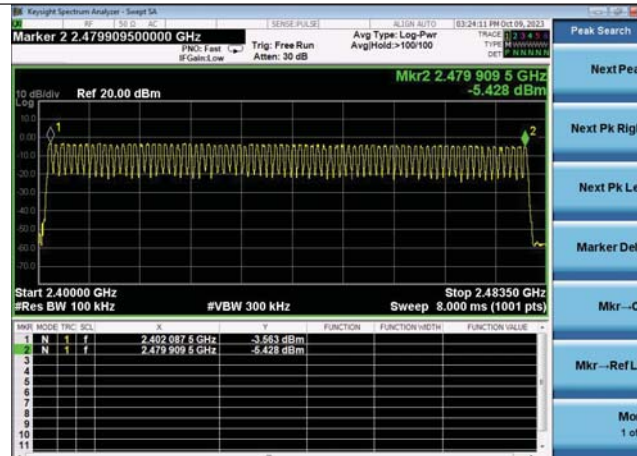 Keysight Spectrum Analyzer - Swept SA
RF 50 Ω AC SENSE:PULSE ALIGN AUTO 03:24:11 PM Oct 09, 2023
Marker 2 2.479909500000 GHz
PNO: Fast
IFGain:Low
Trig: Free Run
Atten: 30 dB
Avg Type: Log-Pwr
Avg|Hold:>100/100
TRACE 1 2 3 4 5 6
TYPE M WWWWW
DET P N N N N N
Mkr2 2.479 909 5 GHz
-5.428 dBm
10 dB/div Ref 20.00 dBm
Log
10.0
0.00
-10.0
-20.0
-30.0
-40.0
-50.0
-60.0
-70.0
1
2
Start 2.40000 GHz Stop 2.48350 GHz
#Res BW 100 kHz #VBW 300 kHz Sweep 8.000 ms (1001 pts)
MKR MODE TRC SCL X Y FUNCTION FUNCTION WIDTH FUNCTION VALUE
1 N 1 f 2.402 087 5 GHz -3.563 dBm
2 N 1 f 2.479 909 5 GHz -5.428 dBm
3
4
5
6
7
8
9
10
11
Peak Search
Next Pea
Next Pk Righ
Next Pk Le
Marker Del
Mkr→C
Mkr→Ref L
Mo
1 of